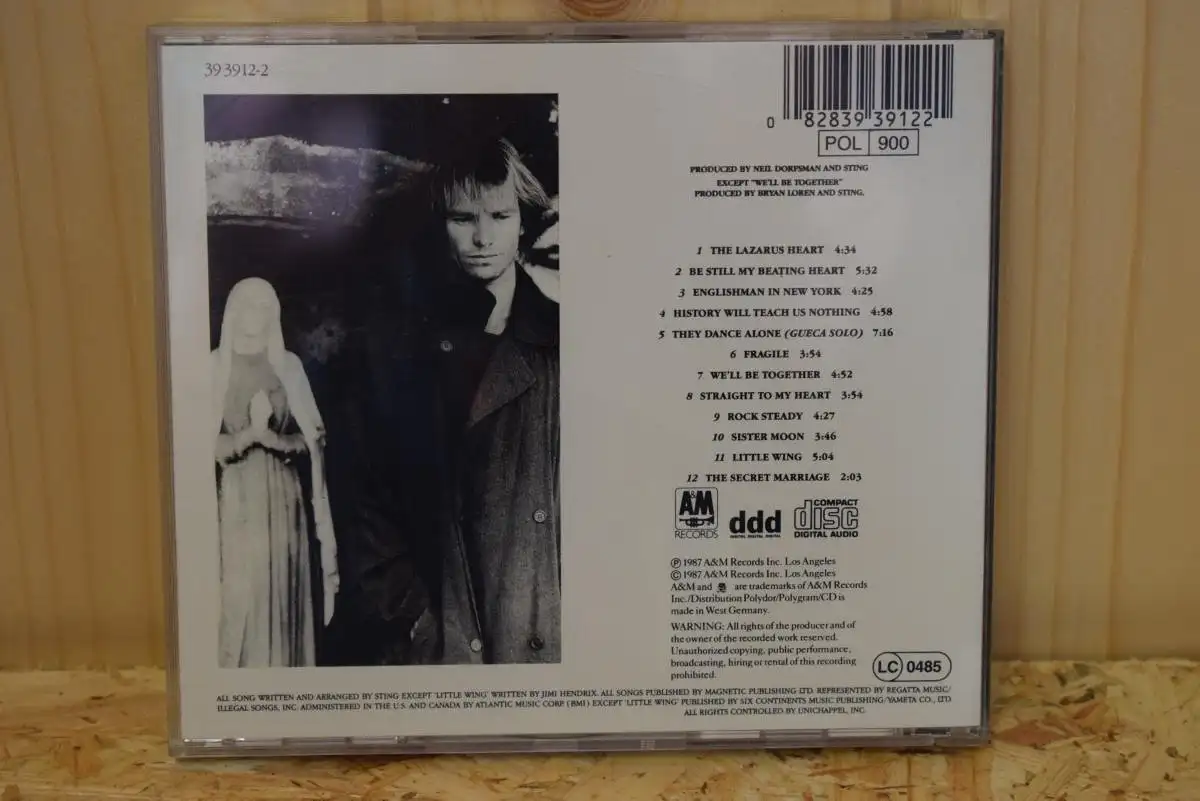 39 3912-2
0 82839 39122
POL 900
PRODUCED BY NEIL DORFSMAN AND STING
EXCEPT "WE'LL BE TOGETHER"
PRODUCED BY BRYAN LOREN AND STING.
1 THE LAZARUS HEART 4:34
2 BE STILL MY BEATING HEART 5:32
3 ENGLISHMAN IN NEW YORK 4:25
4 HISTORY WILL TEACH US NOTHING 4:58
5 THEY DANCE ALONE (GUECA SOLO) 7:16
6 FRAGILE 3:54
7 WE'LL BE TOGETHER 4:52
8 STRAIGHT TO MY HEART 3:54
9 ROCK STEADY 4:27
10 SISTER MOON 3:46
11 LITTLE WING 5:04
12 THE SECRET MARRIAGE 2:03
A&M RECORDS
ddd
DIGITAL DIGITAL DIGITAL
COMPACT disc DIGITAL AUDIO
Ⓟ 1987 A&M Records Inc. Los Angeles
© 1987 A&M Records Inc. Los Angeles
A&M and are trademarks of A&M Records
Inc./Distribution Polydor/Polygram/CD is
made in West Germany.
WARNING: All rights of the producer and of
the owner of the recorded work reserved.
Unauthorized copying, public performance,
broadcasting, hiring or rental of this recording
prohibited.
LC 0485
ALL SONG WRITTEN AND ARRANGED BY STING EXCEPT 'LITTLE WING' WRITTEN BY JIMI HENDRIX. ALL SONGS PUBLISHED BY MAGNETIC PUBLISHING LTD. REPRESENTED BY REGATTA MUSIC/
ILLEGAL SONGS, INC. ADMINISTERED IN THE U.S. AND CANADA BY ATLANTIC MUSIC CORP. (BMI) EXCEPT 'LITTLE WING' PUBLISHED BY SIX CONTINENTS MUSIC PUBLISHING/YAMETA CO., LTD.
ALL RIGHTS CONTROLLED BY UNICHAPPEL, INC.